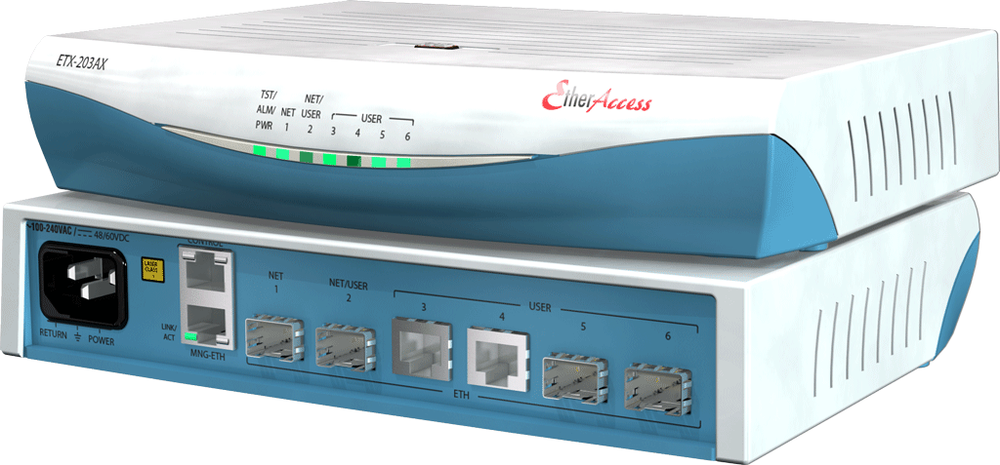 ETX-203AX
EtherAccess
TST/
ALM/
PWR
NET
1
NET/
USER
2
USER
3
4
5
6
~100-240VAC / 48/60VDC
LASER
CLASS
1
CONTROL
RETURN
POWER
LINK/
ACT
MNG-ETH
NET
1
NET/USER
2
USER
3
4
5
6
ETH